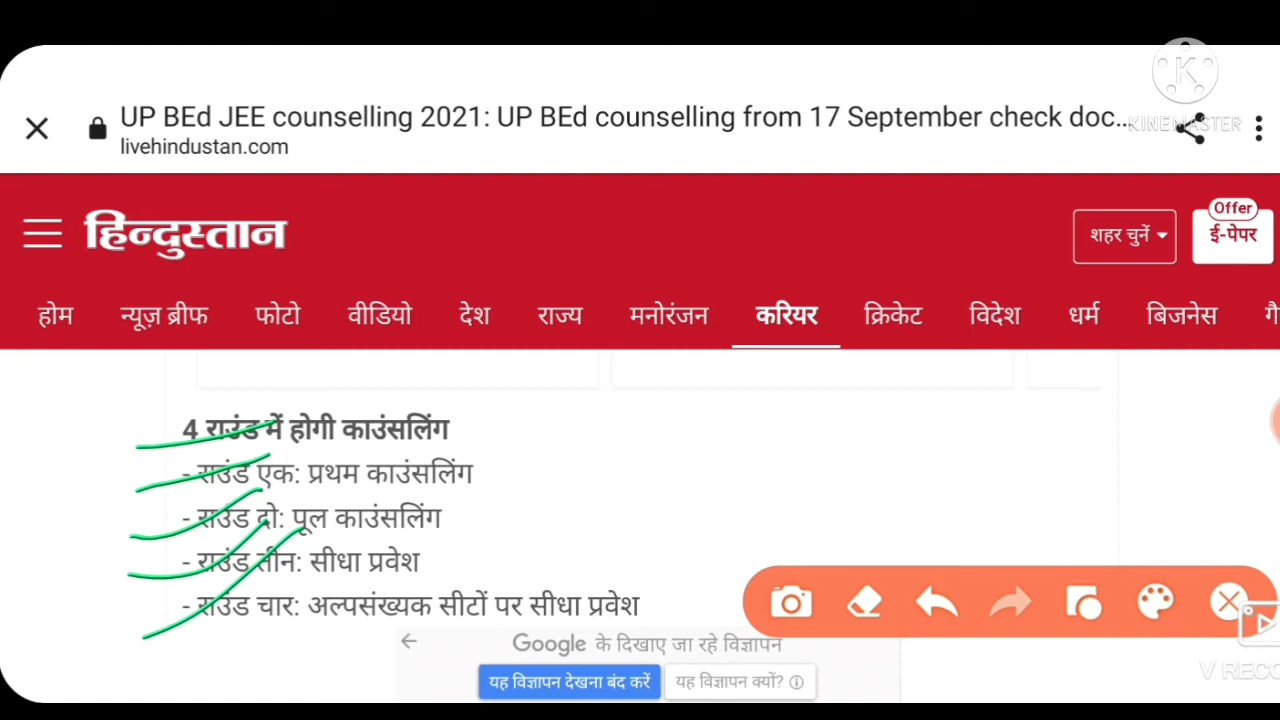 UP BEd JEE counselling 2021: UP BEd counselling from 17 September check doc...
livehindustan.com
KINEMASTER
हिन्दुस्तान
शहर चुनें
Offer
ई-पेपर
होम न्यूज़ ब्रीफ फोटो वीडियो देश राज्य मनोरंजन करियर क्रिकेट विदेश धर्म बिजनेस
4 राउंड में होगी काउंसलिंग
- राउंड एक: प्रथम काउंसलिंग
- राउंड दो: पूल काउंसलिंग
- राउंड तीन: सीधा प्रवेश
- राउंड चार: अल्पसंख्यक सीटों पर सीधा प्रवेश
Google के दिखाए जा रहे विज्ञापन
यह विज्ञापन देखना बंद करें यह विज्ञापन क्यों?
V RECO